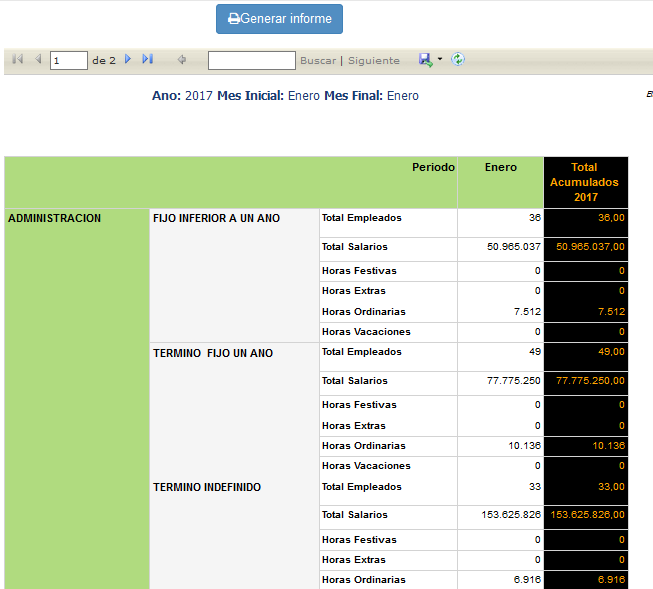 Generar informe
1 de 2 Buscar | Siguiente
Ano: 2017 Mes Inicial: Enero Mes Final: Enero
Periodo Enero Total Acumulados 2017
ADMINISTRACION FIJO INFERIOR A UN ANO Total Empleados 36 36,00
Total Salarios 50.965.037 50.965.037,00
Horas Festivas 0 0
Horas Extras 0 0
Horas Ordinarias 7.512 7.512
Horas Vacaciones 0 0
TERMINO FIJO UN ANO Total Empleados 49 49,00
Total Salarios 77.775.250 77.775.250,00
Horas Festivas 0 0
Horas Extras 0 0
Horas Ordinarias 10.136 10.136
Horas Vacaciones 0 0
TERMINO INDEFINIDO Total Empleados 33 33,00
Total Salarios 153.625.826 153.625.826,00
Horas Festivas 0 0
Horas Extras 0 0
Horas Ordinarias 6.916 6.916